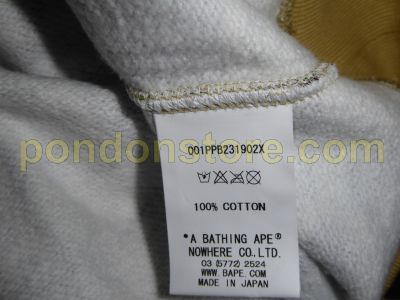 001PPB231902X
pondonstore.com
100% COTTON
*A BATHING APE®
NOWHERE CO.,LTD.
03 (5772) 2524
WWW.BAPE.COM
MADE IN JAPAN